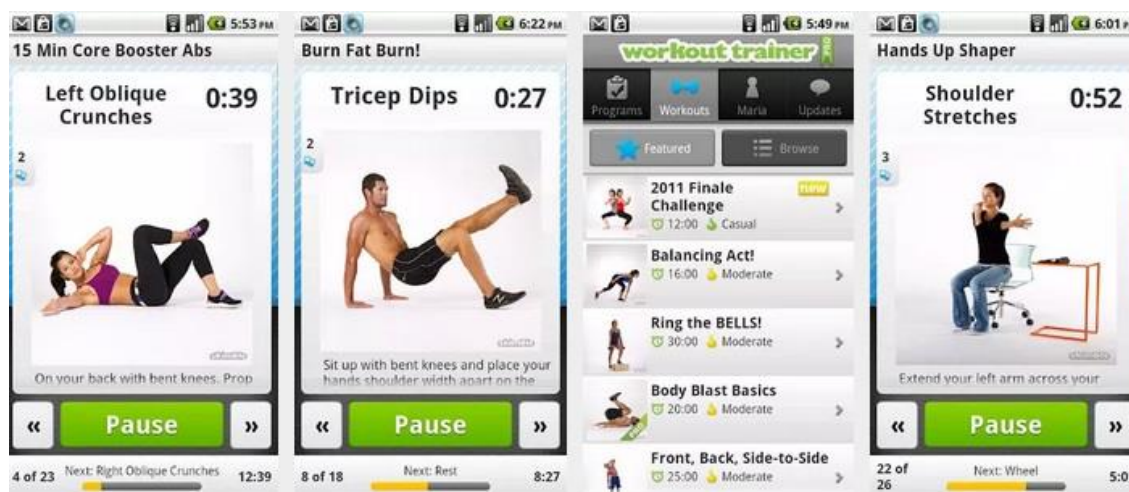 5:53 PM
15 Min Core Booster Abs
Left Oblique
Crunches
0:39
2
On your back with bent knees. Prop
«
Pause
»
4 of 23
Next: Right Oblique Crunches
12:39
6:22 PM
Burn Fat Burn!
Tricep Dips
0:27
2
Sit up with bent knees and place your
hands shoulder width apart on the
«
Pause
»
8 of 18
Next: Rest
8:27
5:49 PM
workout trainer PRO
Programs Workouts Maria Updates
Featured
Browse
2011 Finale
Challenge
new
12:00 Casual
Balancing Act!
16:00 Moderate
Ring the BELLS!
30:00 Moderate
Body Blast Basics
20:00 Moderate
Front, Back, Side-to-Side
25:00 Moderate
6:01
Hands Up Shaper
Shoulder
Stretches
0:52
3
Extend your left arm across your
«
Pause
»
22 of
26
Next: Wheel
5:0